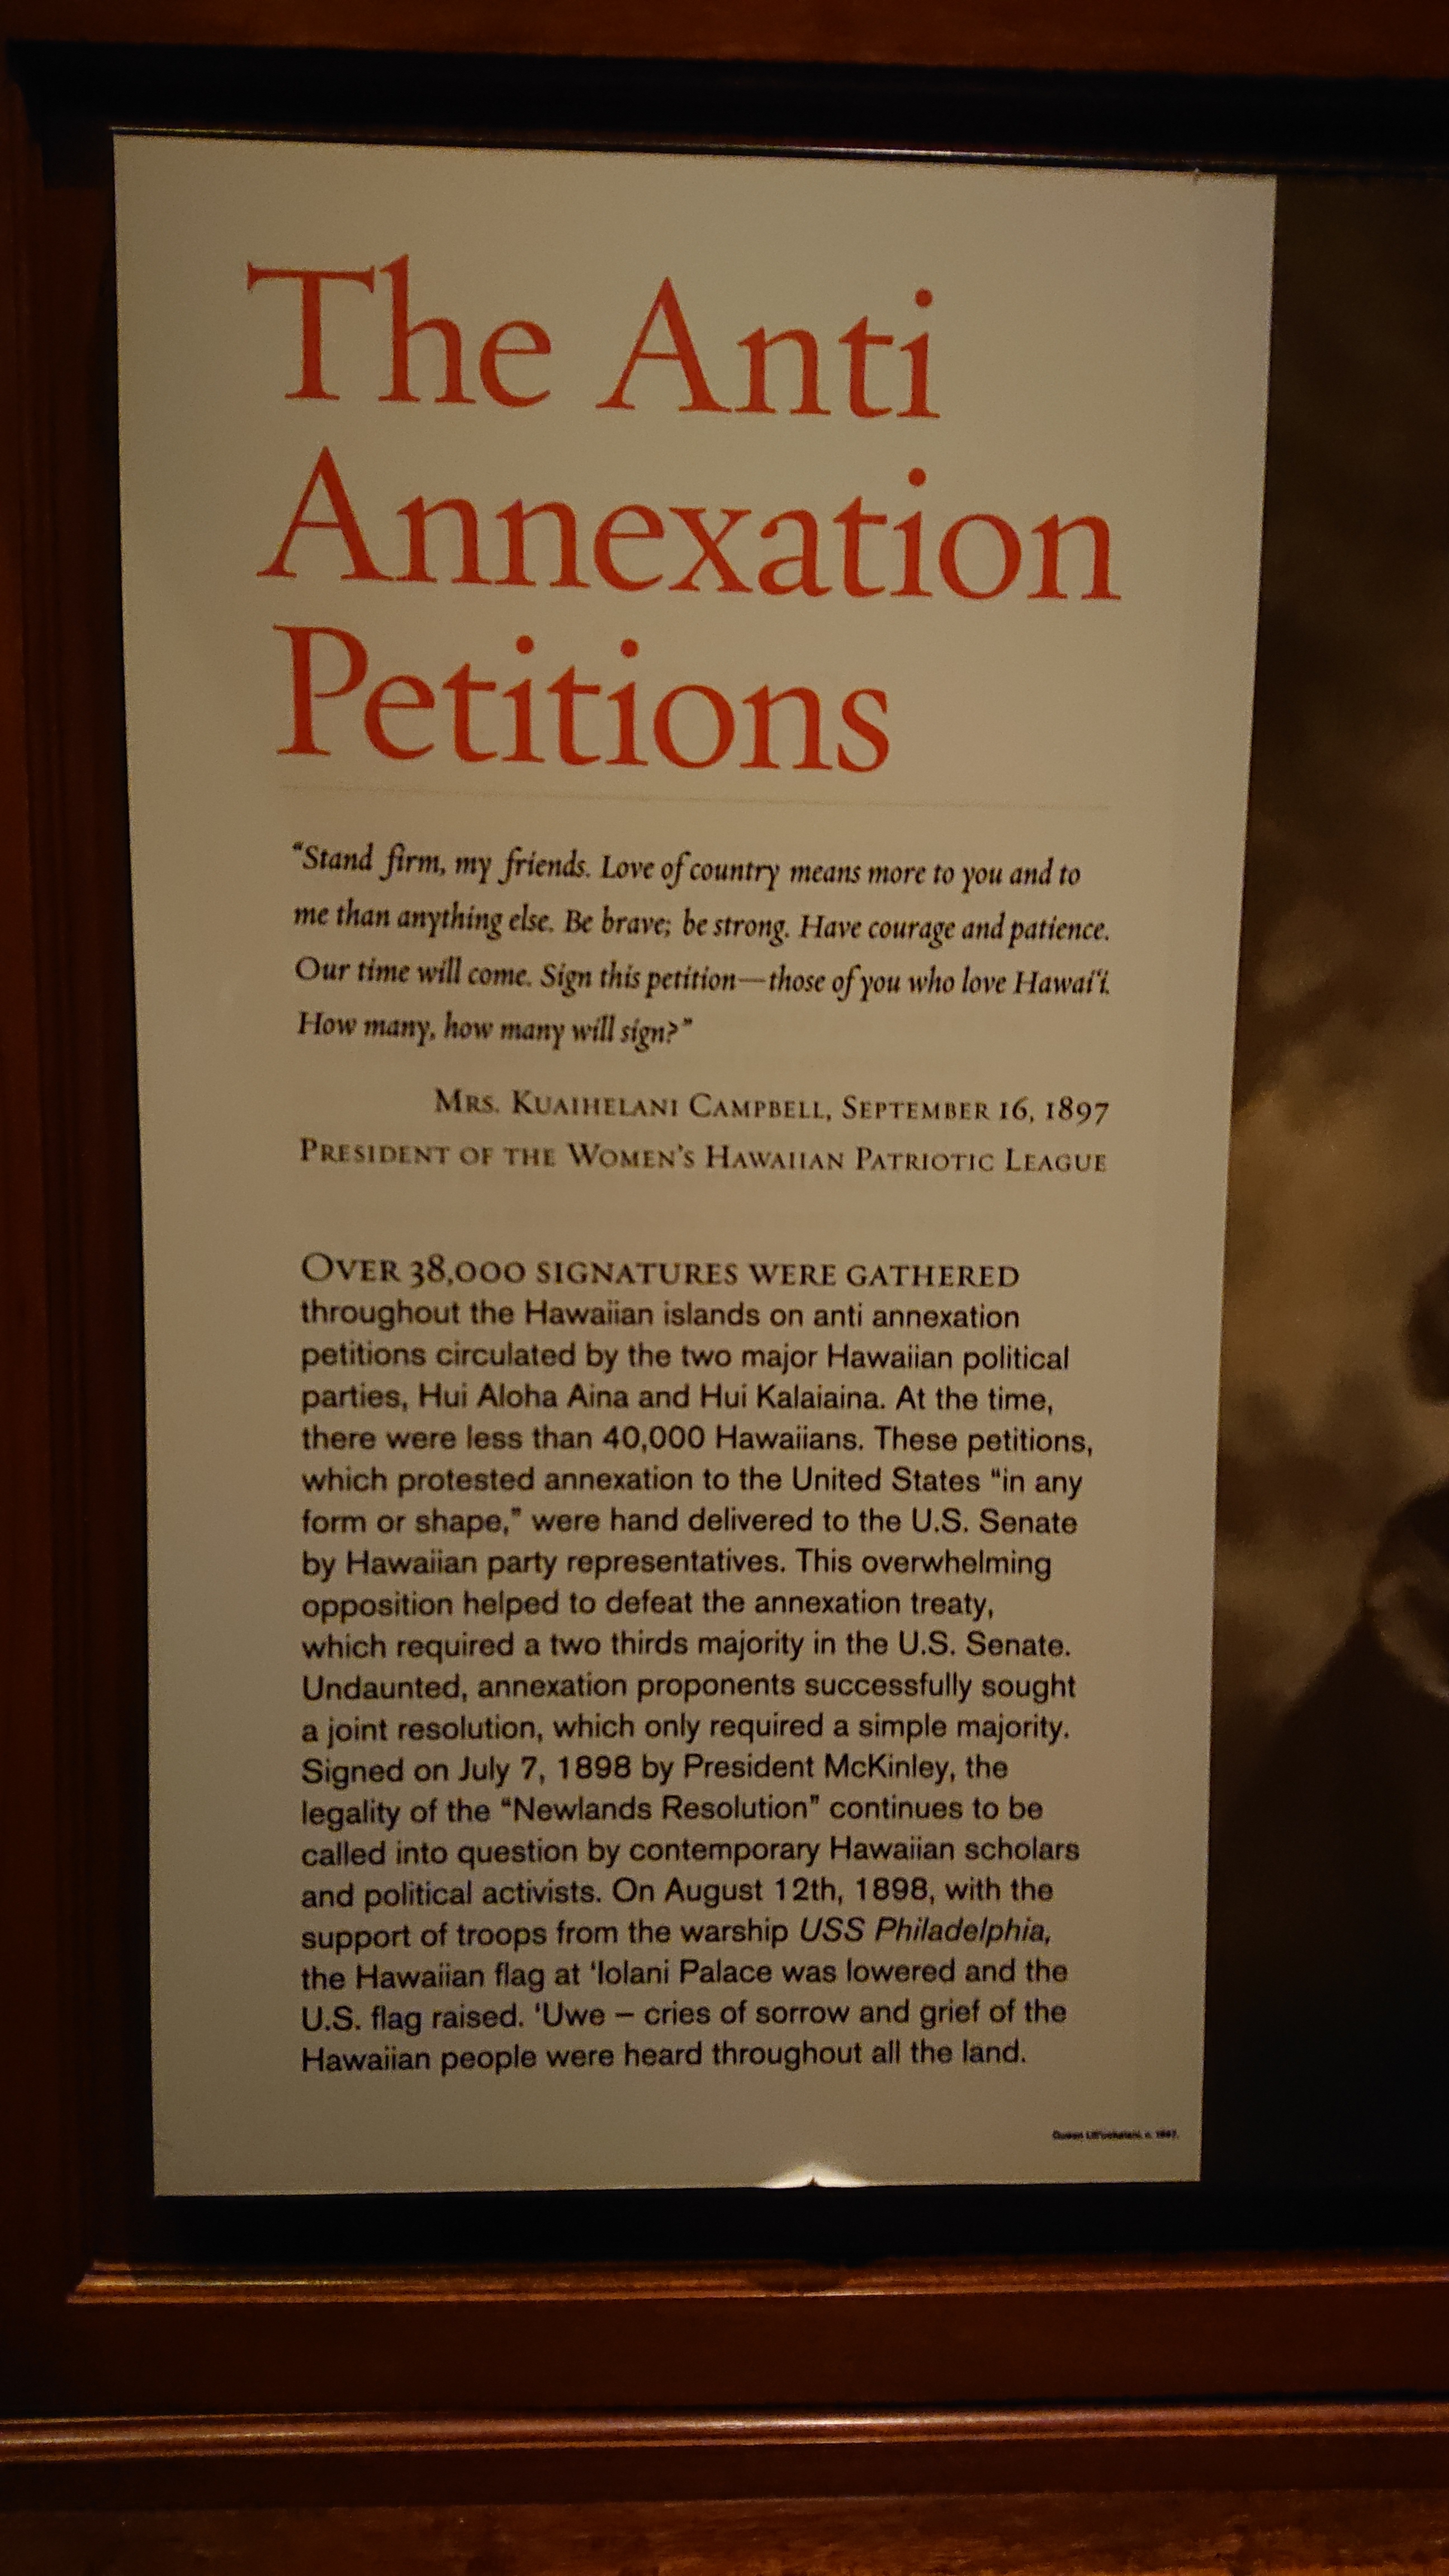 The Anti
Annexation
Petitions
“Stand firm, my friends. Love of country means more to you and to
me than anything else. Be brave; be strong. Have courage and patience.
Our time will come. Sign this petition—those of you who love Hawai‘i.
How many, how many will sign?”
MRS. KUAIHELANI CAMPBELL, SEPTEMBER 16, 1897
PRESIDENT OF THE WOMEN’S HAWAIIAN PATRIOTIC LEAGUE
OVER 38,000 SIGNATURES WERE GATHERED
throughout the Hawaiian islands on anti annexation
petitions circulated by the two major Hawaiian political
parties, Hui Aloha Aina and Hui Kalaiaina. At the time,
there were less than 40,000 Hawaiians. These petitions,
which protested annexation to the United States “in any
form or shape,” were hand delivered to the U.S. Senate
by Hawaiian party representatives. This overwhelming
opposition helped to defeat the annexation treaty,
which required a two thirds majority in the U.S. Senate.
Undaunted, annexation proponents successfully sought
a joint resolution, which only required a simple majority.
Signed on July 7, 1898 by President McKinley, the
legality of the “Newlands Resolution” continues to be
called into question by contemporary Hawaiian scholars
and political activists. On August 12th, 1898, with the
support of troops from the warship USS Philadelphia,
the Hawaiian flag at ‘Iolani Palace was lowered and the
U.S. flag raised. ‘Uwe – cries of sorrow and grief of the
Hawaiian people were heard throughout all the land.
Queen